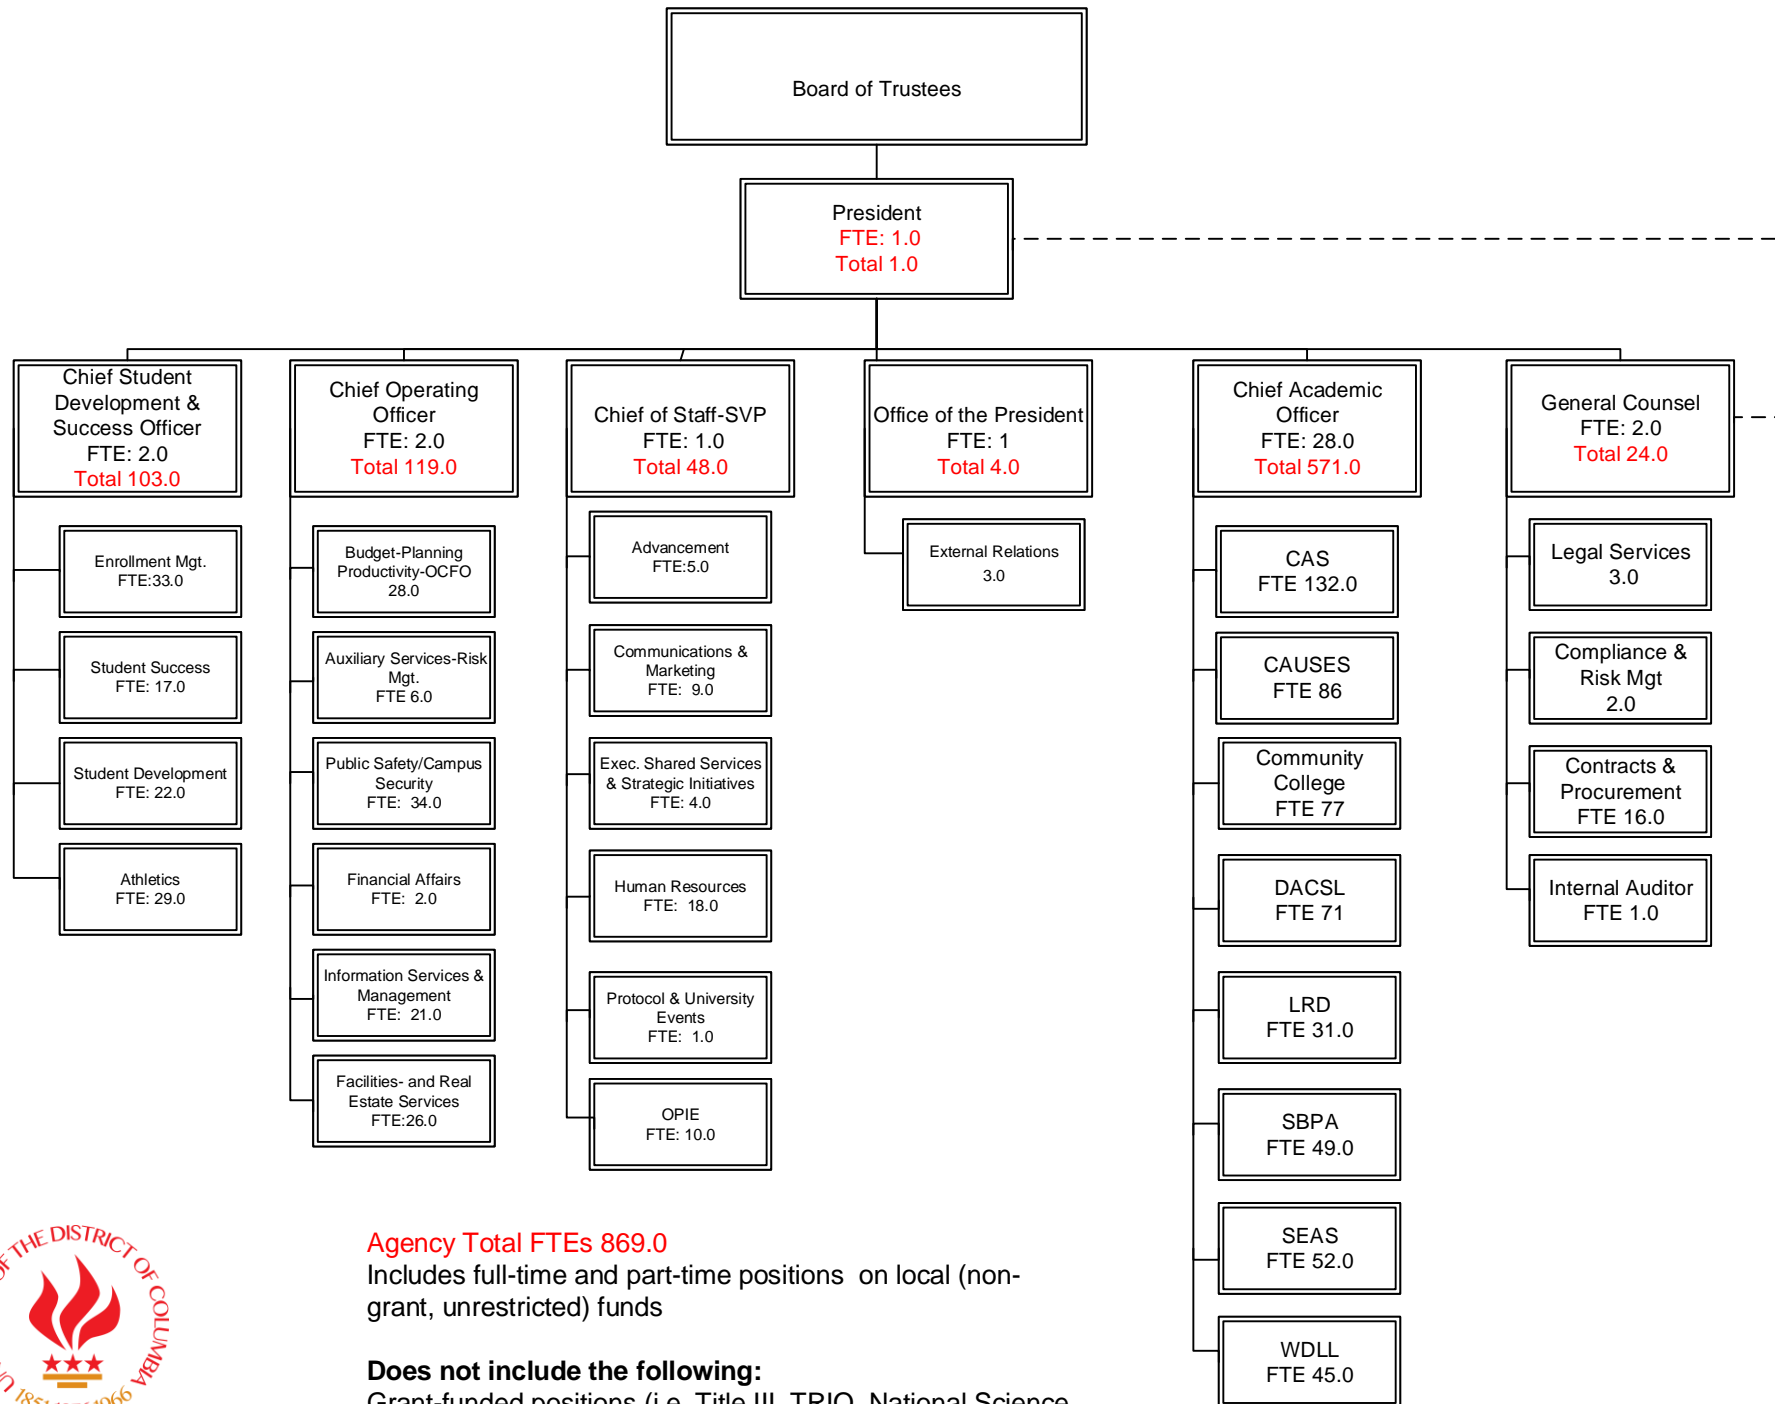 Board of Trustees
President
FTE: 1.0
Total 1.0
Chief Student
Development &
Success Officer
FTE: 2.0
Total 103.0
Enrollment Mgt.
FTE:33.0
Student Success
FTE: 17.0
Student Development
FTE: 22.0
Athletics
FTE: 29.0
Chief Operating
Officer
FTE: 2.0
Total 119.0
Budget-Planning
Productivity-OCFO
28.0
Auxiliary Services-Risk
Mgt.
FTE 6.0
Public Safety/Campus
Security
FTE: 34.0
Financial Affairs
FTE: 2.0
Information Services &
Management
FTE: 21.0
Facilities- and Real
Estate Services
FTE:26.0
Chief of Staff-SVP
FTE: 1.0
Total 48.0
Advancement
FTE:5.0
Communications &
Marketing
FTE: 9.0
Exec. Shared Services
& Strategic Initiatives
FTE: 4.0
Human Resources
FTE: 18.0
Protocol & University
Events
FTE: 1.0
OPIE
FTE: 10.0
Office of the President
FTE: 1
Total 4.0
External Relations
3.0
Chief Academic
Officer
FTE: 28.0
Total 571.0
CAS
FTE 132.0
CAUSES
FTE 86
Community
College
FTE 77
DACSL
FTE 71
LRD
FTE 31.0
SBPA
FTE 49.0
SEAS
FTE 52.0
WDLL
FTE 45.0
General Counsel
FTE: 2.0
Total 24.0
Legal Services
3.0
Compliance &
Risk Mgt
2.0
Contracts &
Procurement
FTE 16.0
Internal Auditor
FTE 1.0
OF THE DISTRICT OF COLUMBIA
Agency Total FTEs 869.0
Includes full-time and part-time positions on local (non-
grant, unrestricted) funds
Does not include the following:
Grant-funded positions (i.e. Title III, TRIO, National Science